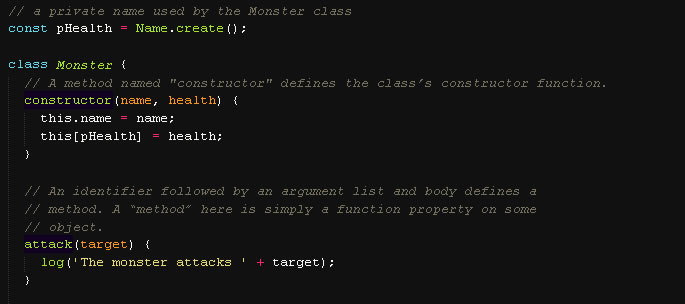 // a private name used by the Monster class
const pHealth = Name.create();
class Monster {
// A method named "constructor" defines the class’s constructor function.
constructor(name, health) {
this.name = name;
this[pHealth] = health;
}
// An identifier followed by an argument list and body defines a
// method. A “method” here is simply a function property on some
// object.
attack(target) {
log('The monster attacks ' + target);
}